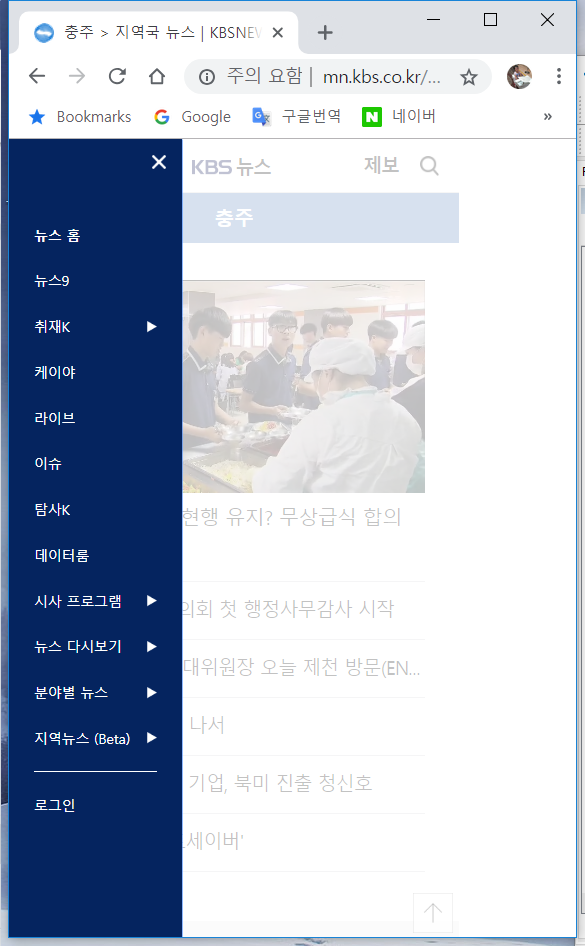 충주 > 지역국 뉴스 | KBSNEW
주의 요함 | mn.kbs.co.kr/...
Bookmarks Google 구글번역 네이버 »
KBS 뉴스 제보
충주
뉴스 홈
뉴스9
취재K
케이야
라이브
이슈
탐사K
데이터룸
시사 프로그램
뉴스 다시보기
분야별 뉴스
지역뉴스 (Beta)
로그인
현행 유지? 무상급식 합의
의회 첫 행정사무감사 시작
대위원장 오늘 제천 방문(EN...
나서
기업, 북미 진출 청신호
세이버'